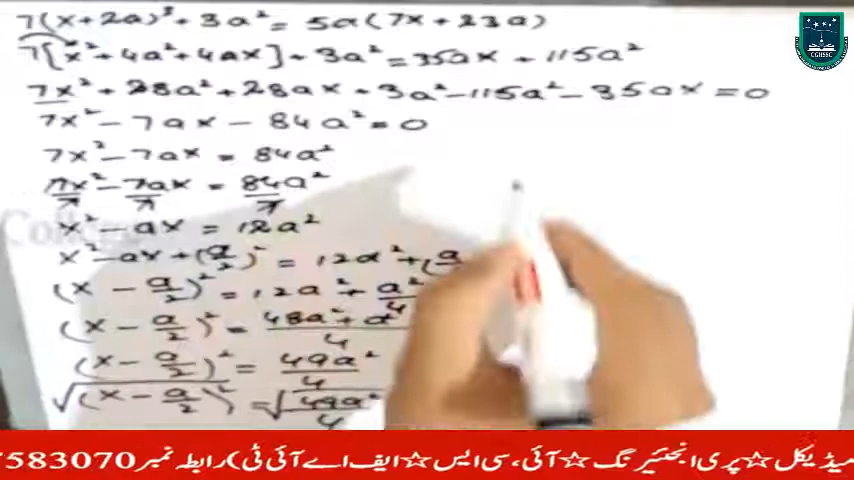 7(x+2a)² + 3a² = 5a(7x+23a)
7[x²+4a²+4ax] + 3a² = 35ax + 115a²
7x² + 28a² + 28ax + 3a² - 115a² - 35ax = 0
7x² - 7ax - 84a² = 0
7x² - 7ax = 84a²
7x²/7 - 7ax/7 = 84a²/7
x² - ax = 12a²
x² - ax + (a/2)² = 12a² + (a
(x - a/2)² = 12a² + a²/4
(x - a/2)² = 48a² + a²/4
(x - a/2)² = 49a²/4
√(x - a/2)² = √49a²/4
CGIISSC
میڈیکل ☆ پری انجنئیرنگ ☆ آئی، سی ایس ☆ ایف اے آئی ٹی) رابطہ نمبر 7583070